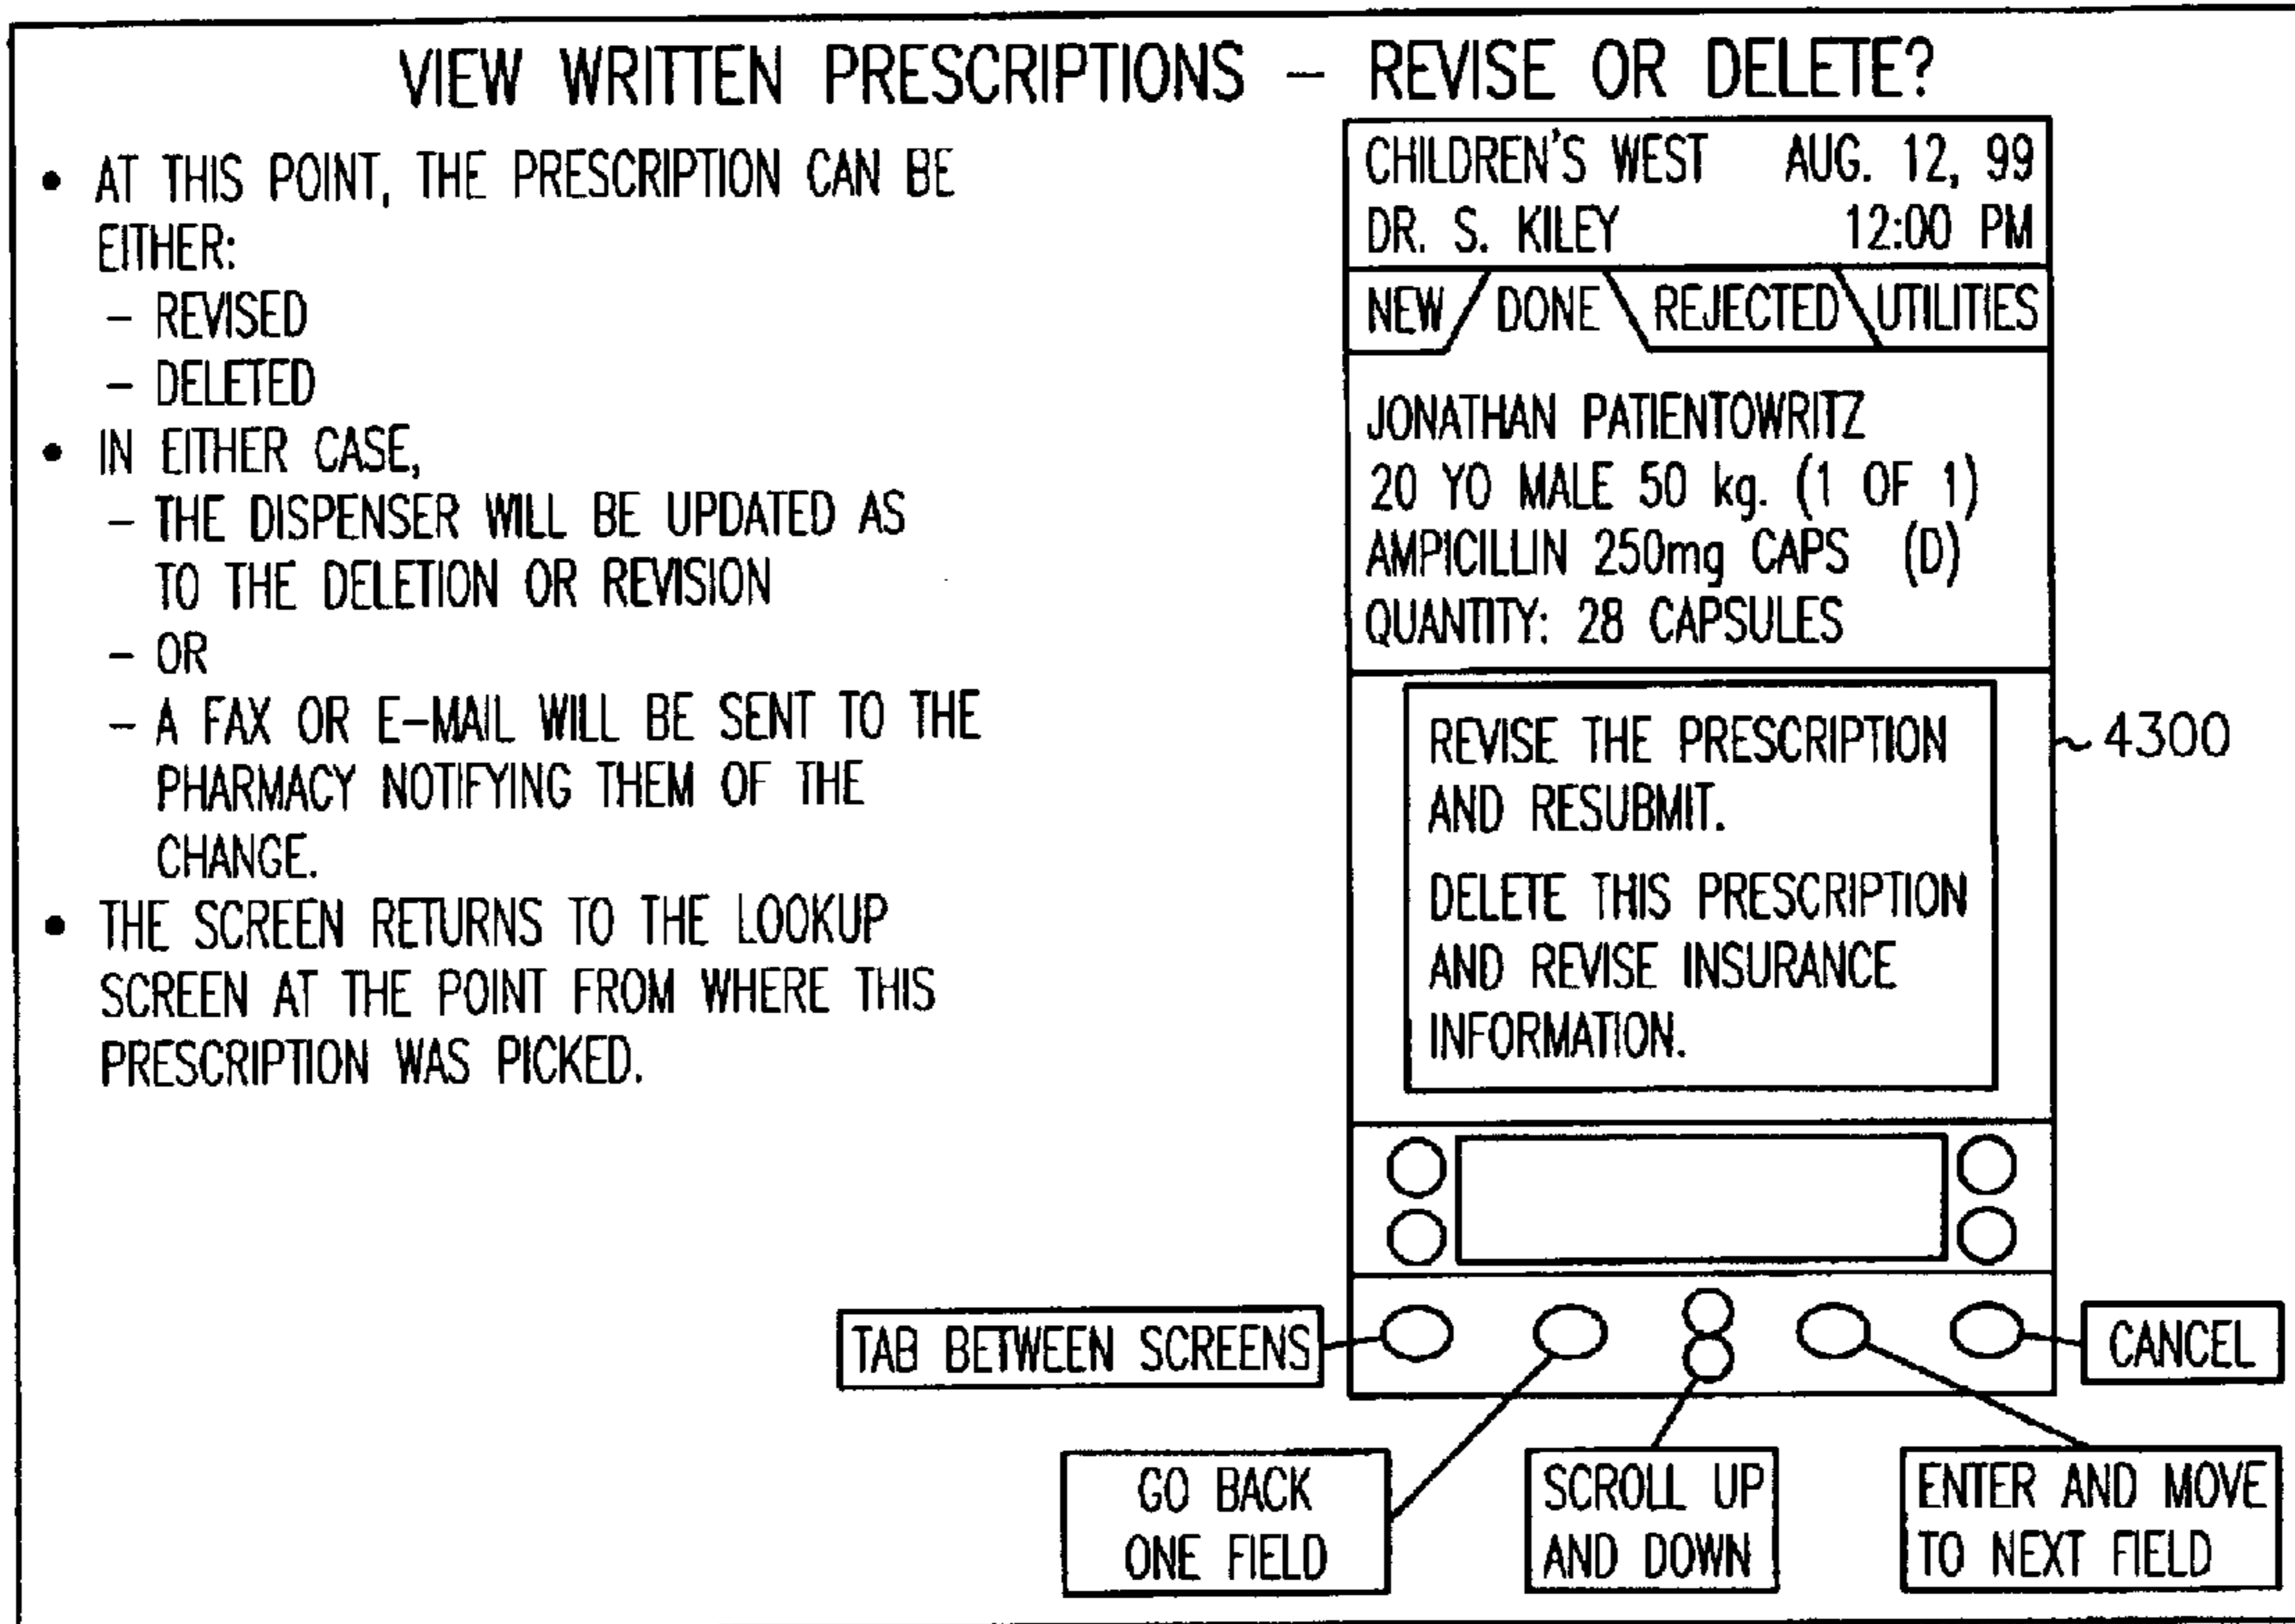 VIEW WRITTEN PRESCRIPTIONS – REVISE OR DELETE?
• AT THIS POINT, THE PRESCRIPTION CAN BE
EITHER:
– REVISED
– DELETED
• IN EITHER CASE,
– THE DISPENSER WILL BE UPDATED AS
TO THE DELETION OR REVISION
– OR
– A FAX OR E–MAIL WILL BE SENT TO THE
PHARMACY NOTIFYING THEM OF THE
CHANGE.
• THE SCREEN RETURNS TO THE LOOKUP
SCREEN AT THE POINT FROM WHERE THIS
PRESCRIPTION WAS PICKED.
CHILDREN'S WEST AUG. 12, 99
DR. S. KILEY 12:00 PM
NEW DONE REJECTED UTILITIES
JONATHAN PATIENTOWRITZ
20 YO MALE 50 kg. (1 OF 1)
AMPICILLIN 250mg CAPS (D)
QUANTITY: 28 CAPSULES
REVISE THE PRESCRIPTION
AND RESUBMIT.
DELETE THIS PRESCRIPTION
AND REVISE INSURANCE
INFORMATION.
4300
TAB BETWEEN SCREENS
CANCEL
GO BACK
ONE FIELD
SCROLL UP
AND DOWN
ENTER AND MOVE
TO NEXT FIELD